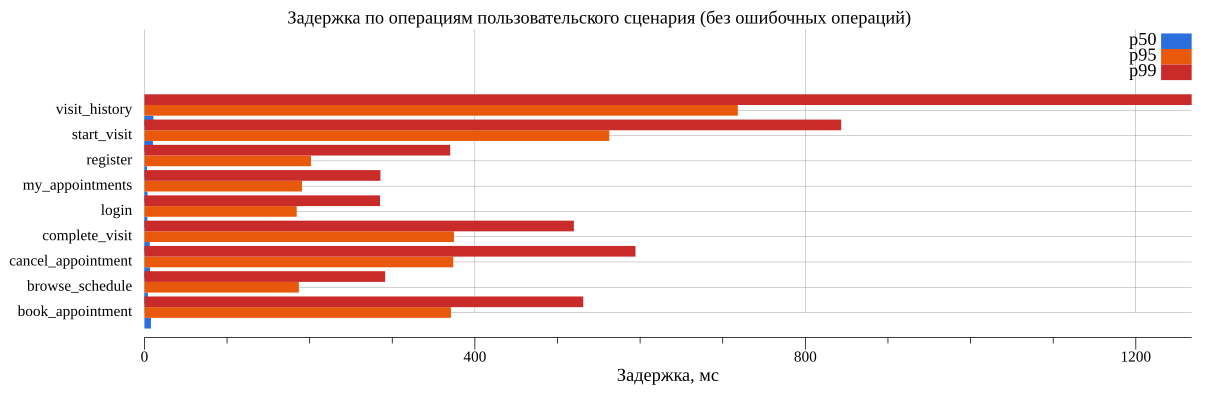 Задержка по операциям пользовательского сценария (без ошибочных операций)
p50
p95
p99
visit_history
start_visit
register
my_appointments
login
complete_visit
cancel_appointment
browse_schedule
book_appointment
0 400 800 1200
Задержка, мс